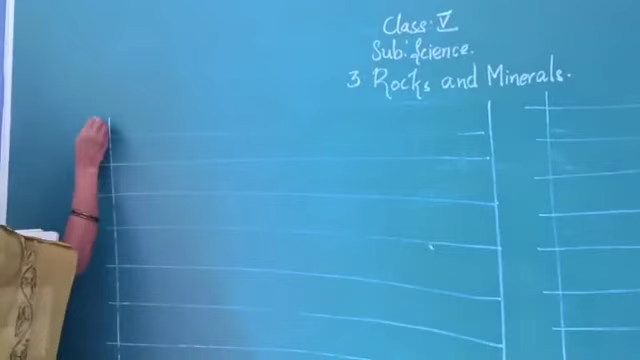 Class: V
Sub: Science.
3 Rocks and Minerals.